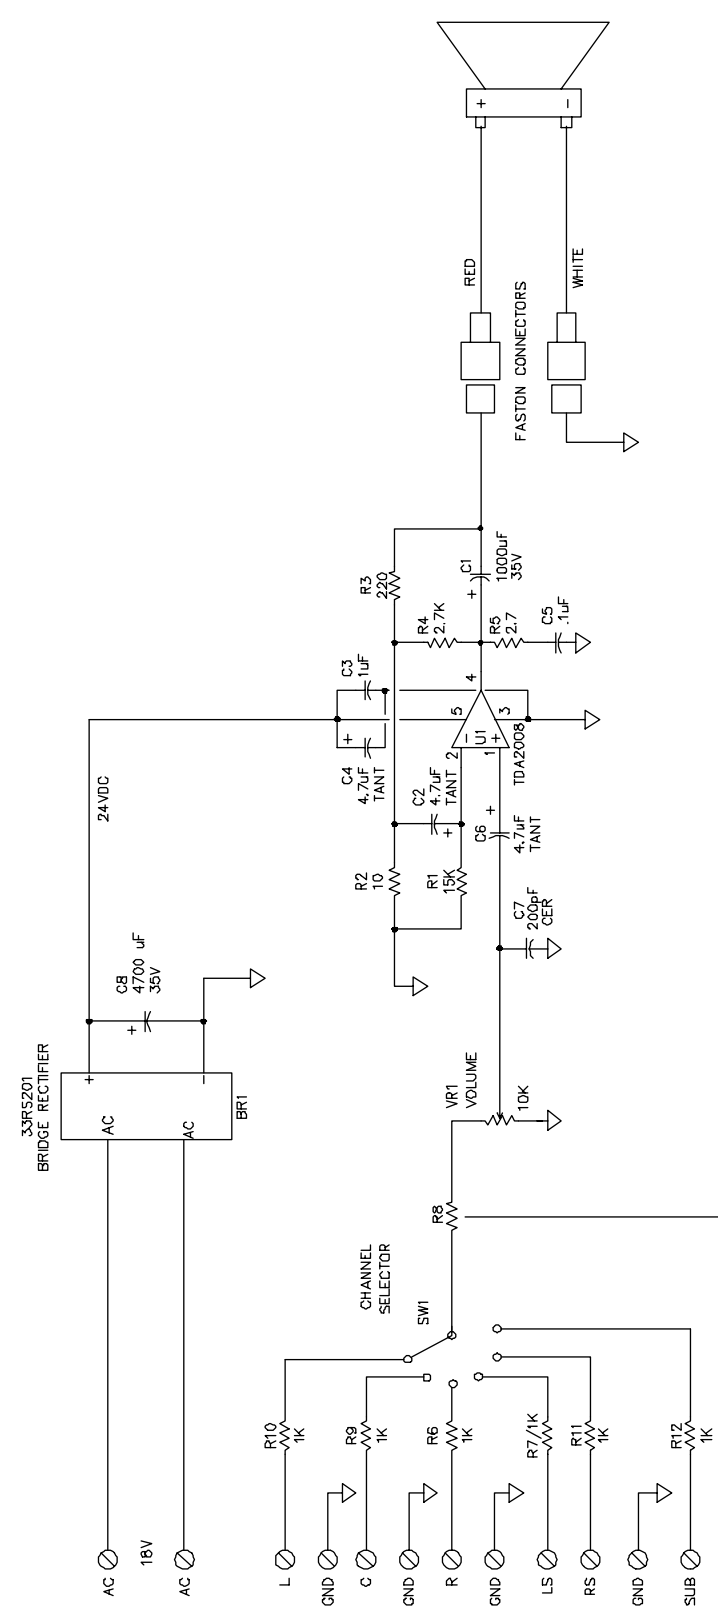 +
−
RED
WHITE
FASTON CONNECTORS
R3
220
C1
1000uF
35V
+
R4
2.7K
R5
2.7
C5
.1uF
C3
.1uF
4
5
3
+
C4
4.7uF
TANT
−
+
U1
2
1
TDA2008
24VDC
C2
4.7uF
TANT
+
C6
+
4.7uF
TANT
R2
10
R1
15K
C7
200pF
CER
C8
4700 uF
35V
+
33R5201
BRIDGE RECTIFIER
+
−
AC
AC
BR1
VR1
VOLUME
10K
R8
CHANNEL
SELECTOR
SW1
R10
1K
R9
1K
R6
1K
R7/1K
R11
1K
R12
1K
AC
18V
AC
L
GND
C
GND
R
GND
LS
RS
GND
SUB